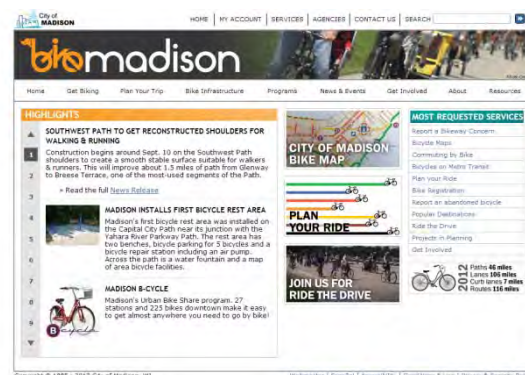 City of
MADISON
HOME | MY ACCOUNT | SERVICES | AGENCIES | CONTACT US | SEARCH
bikemadison
Home Get Biking Plan Your Trip Bike Infrastructure Programs News & Events Get Involved About Resources
HIGHLIGHTS
1
2
3
4
5
6
7
8
9
SOUTHWEST PATH TO GET RECONSTRUCTED SHOULDERS FOR
WALKING & RUNNING
Construction begins around Sept. 10 on the Southwest Path
shoulders to create a smooth stable surface suitable for walkers
& runners. This will improve about 1.5 miles of path from Glenway
to Breese Terrace, one of the most-used segments of the Path.
» Read the full News Release
MADISON INSTALLS FIRST BICYCLE REST AREA
Madison's first bicycle rest area was installed on
the Capital City Path near its junction with the
Yahara River Parkway Path. The rest area has
two benches, bicycle parking for 5 bicycles and a
bicycle repair station including an air pump.
Across the path is a water fountain and a map
of area bicycle facilities.
MADISON B-CYCLE
Madison's Urban Bike Share program. 27
stations and 225 bikes downtown make it easy
to get almost anywhere you need to go by bike!
B cycle
CITY OF MADISON
BIKE MAP
PLAN
YOUR RIDE
JOIN US FOR
RIDE THE DRIVE
MOST REQUESTED SERVICES
Report a Bikeway Concern
Bicycle Maps
Commuting by Bike
Bicycles on Metro Transit
Plan your Ride
Bike Registration
Report an abandoned bicycle
Popular Destinations
Ride the Drive
Projects in Planning
Get Involved
2012
Paths 46 miles
Lanes 106 miles
Curb lanes 7 miles
Routes 116 miles